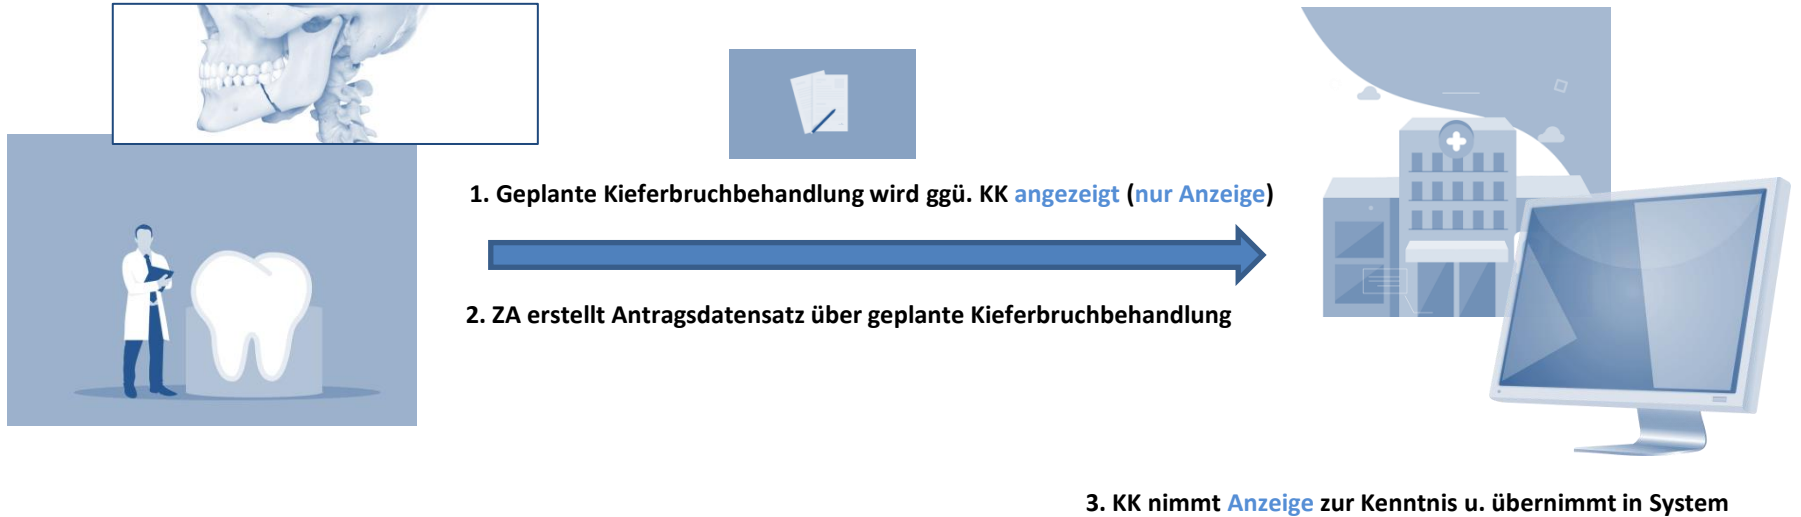 1. Geplante Kieferbruchbehandlung wird ggü. KK angezeigt (nur Anzeige)
2. ZA erstellt Antragsdatensatz über geplante Kieferbruchbehandlung
3. KK nimmt Anzeige zur Kenntnis u. übernimmt in System